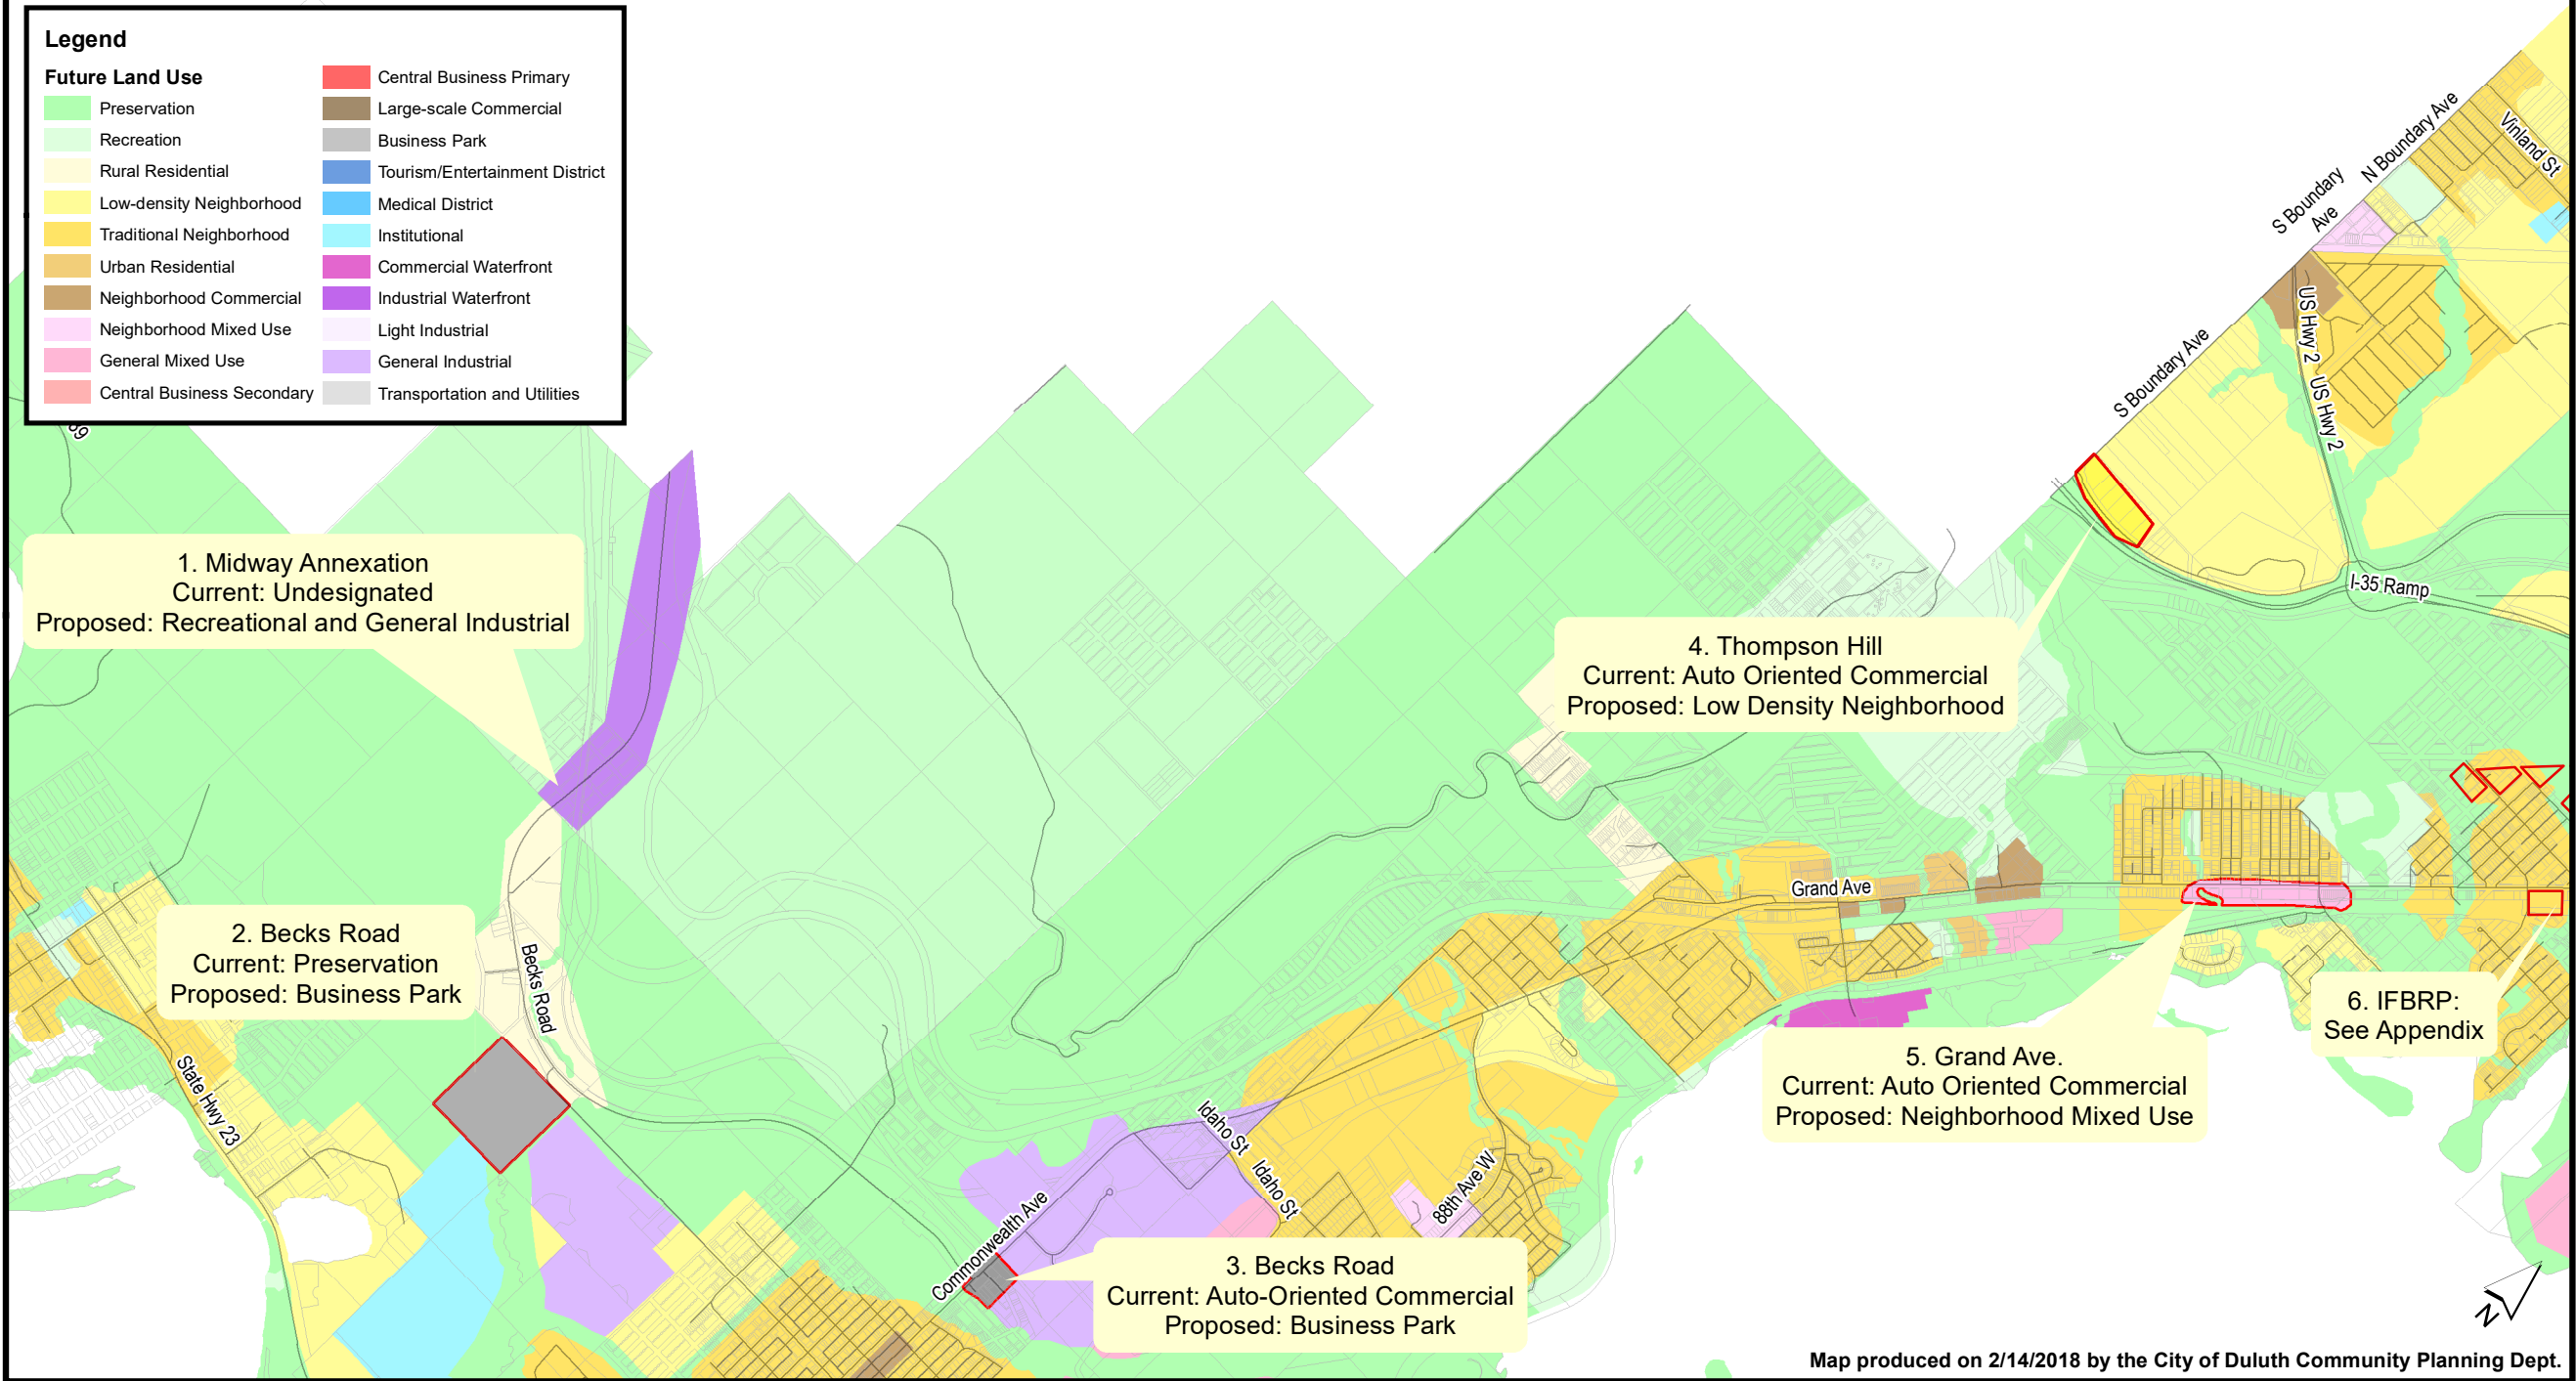 Legend
Future Land Use
Preservation
Recreation
Rural Residential
Low-density Neighborhood
Traditional Neighborhood
Urban Residential
Neighborhood Commercial
Neighborhood Mixed Use
General Mixed Use
Central Business Secondary
Central Business Primary
Large-scale Commercial
Business Park
Tourism/Entertainment District
Medical District
Institutional
Commercial Waterfront
Industrial Waterfront
Light Industrial
General Industrial
Transportation and Utilities
N Boundary Ave
Vinland St
S Boundary
Ave
US Hwy 2
US Hwy 2
S Boundary Ave
I-35 Ramp
1. Midway Annexation
Current: Undesignated
Proposed: Recreational and General Industrial
4. Thompson Hill
Current: Auto Oriented Commercial
Proposed: Low Density Neighborhood
Grand Ave
2. Becks Road
Current: Preservation
Proposed: Business Park
Becks Road
State Hwy 23
6. IFBRP:
See Appendix
5. Grand Ave.
Current: Auto Oriented Commercial
Proposed: Neighborhood Mixed Use
Idaho St
Idaho St
88th Ave W
Commonwealth Ave
3. Becks Road
Current: Auto-Oriented Commercial
Proposed: Business Park
N
Map produced on 2/14/2018 by the City of Duluth Community Planning Dept.